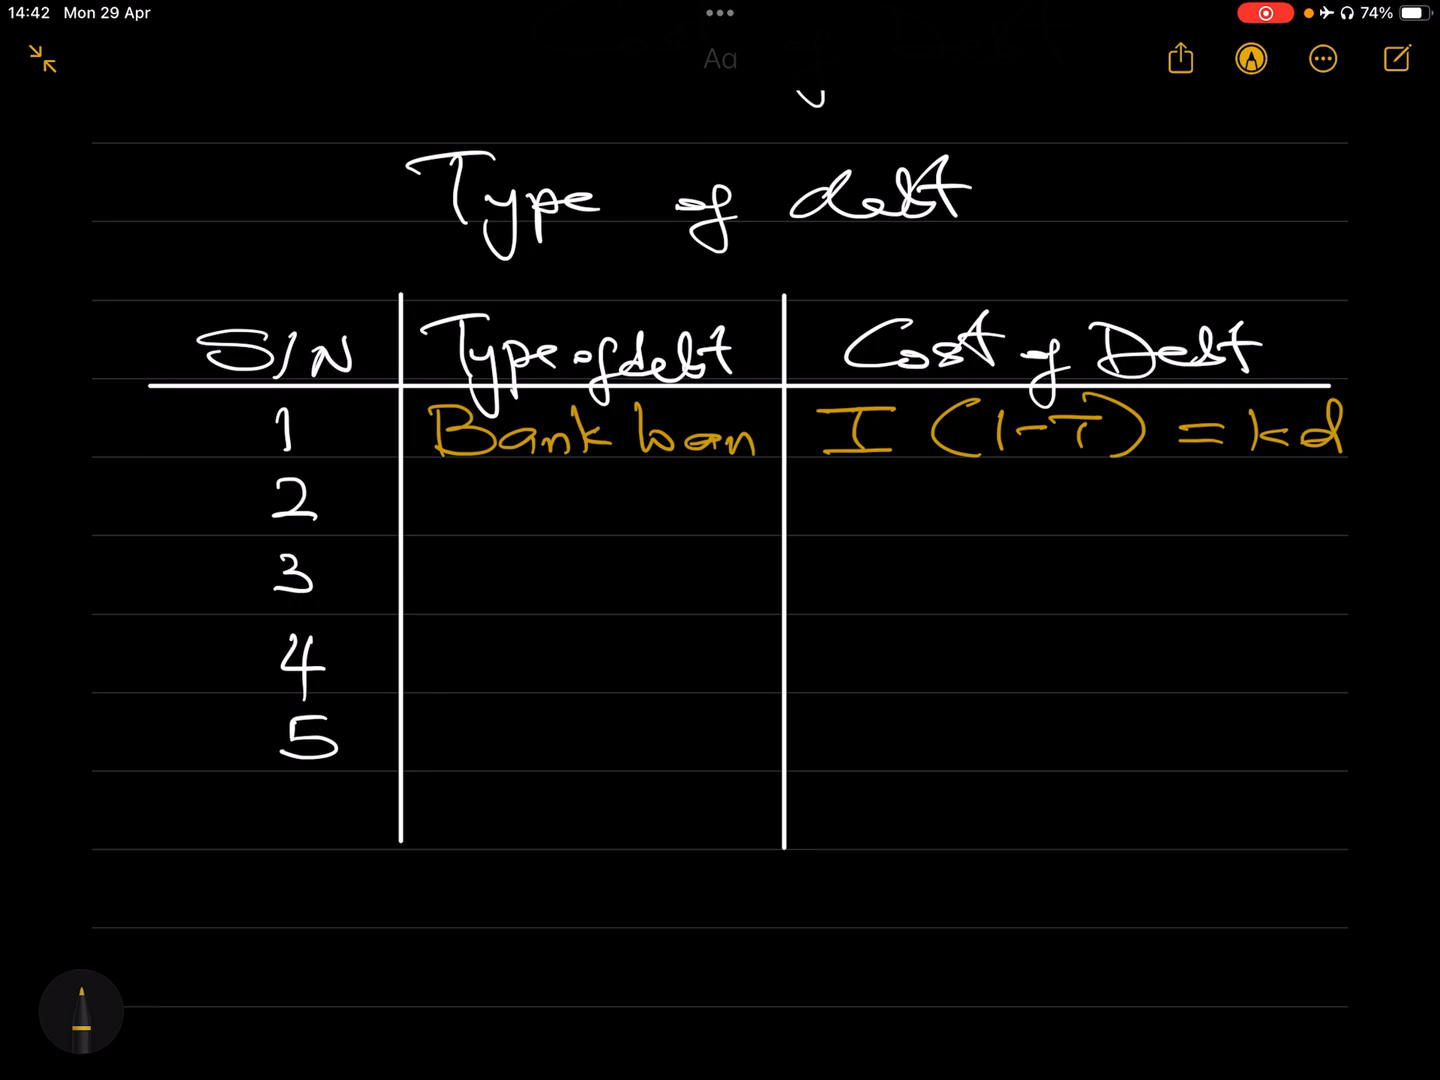 14:42 Mon 29 Apr 74%
Aa
Type of debt
S/N Type of debt Cost of Debt
1 Bank loan I (1-T) = kd
2
3
4
5